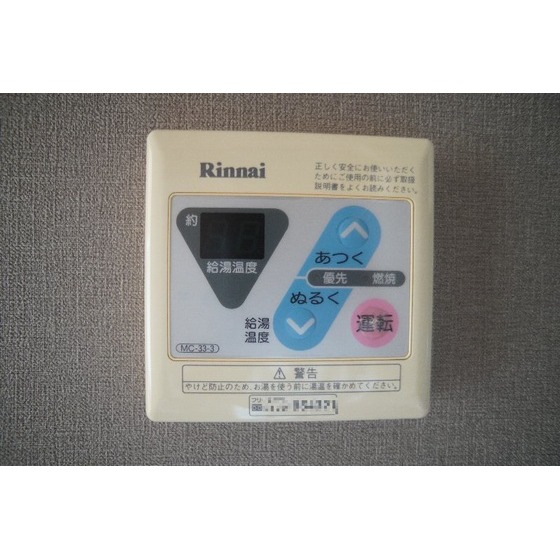 Rinnai
正しく安全にお使いいただく
ためにご使用の前に必ず取扱
説明書をよくお読みください。
約
給湯温度
あつく
優先 燃焼
ぬるく
給湯
温度
運転
MC-33-3
⚠ 警告
やけど防止のため、お湯を使う前に湯温を確かめてください。